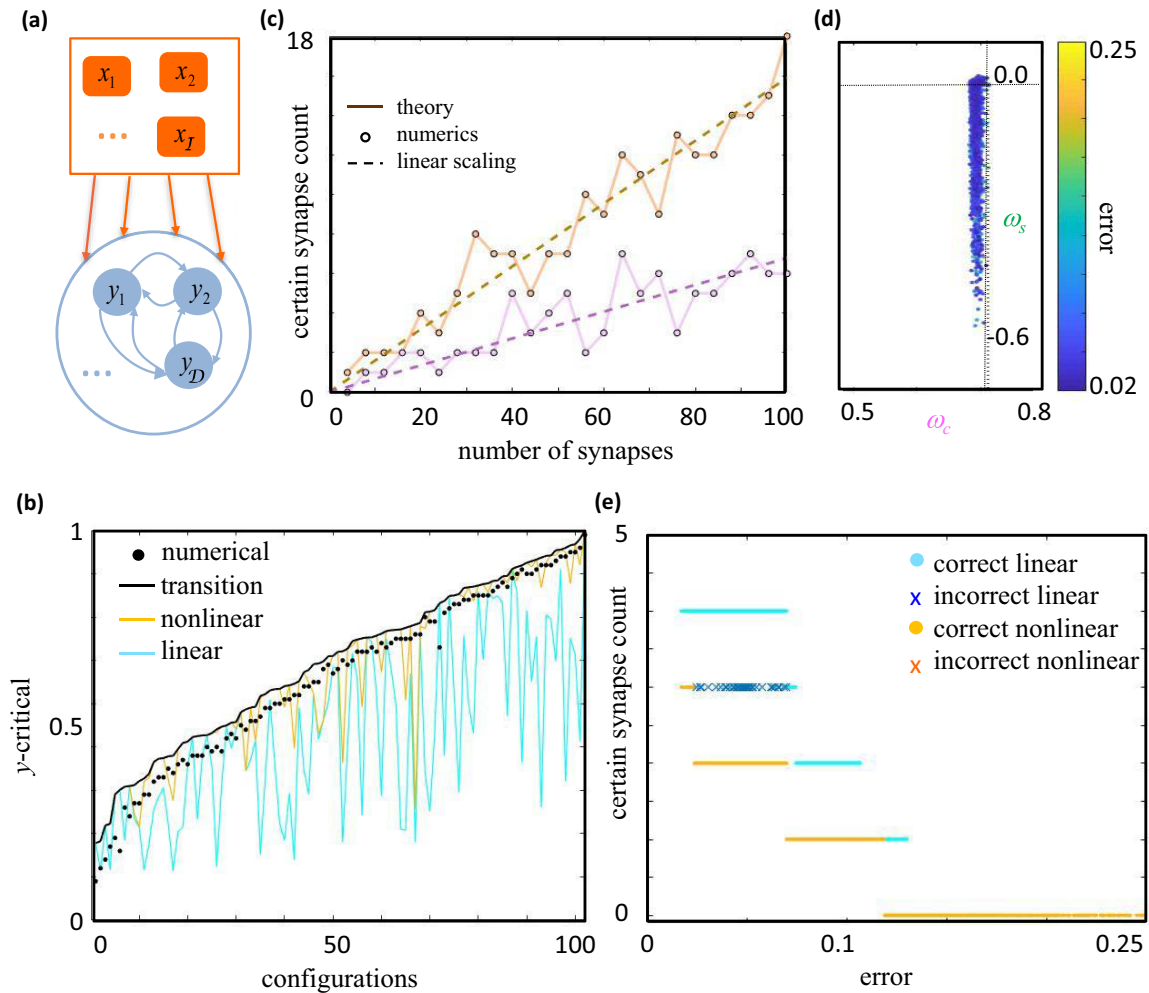 (a)
x1
x2
...
xI
y1
y2
yD
...
(c)
18
certain synapse count
theory
numerics
linear scaling
0
0
20
40
60
80
100
number of synapses
(d)
0.0
ωs
-0.6
0.5
0.8
ωc
0.25
error
0.02
(b)
1
numerical
transition
nonlinear
linear
y-critical
0.5
0
0
50
100
configurations
(e)
5
certain synapse count
correct linear
x incorrect linear
correct nonlinear
x incorrect nonlinear
0
0
0.1
0.25
error